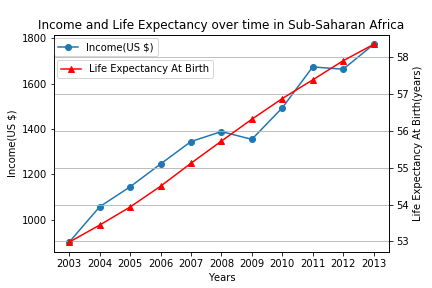 Income and Life Expectancy over time in Sub-Saharan Africa
Income(US $)
Life Expectancy At Birth
1800
1600
1400
1200
1000
Income(US $)
58
57
56
55
54
53
Life Expectancy At Birth(years)
2003 2004 2005 2006 2007 2008 2009 2010 2011 2012 2013
Years